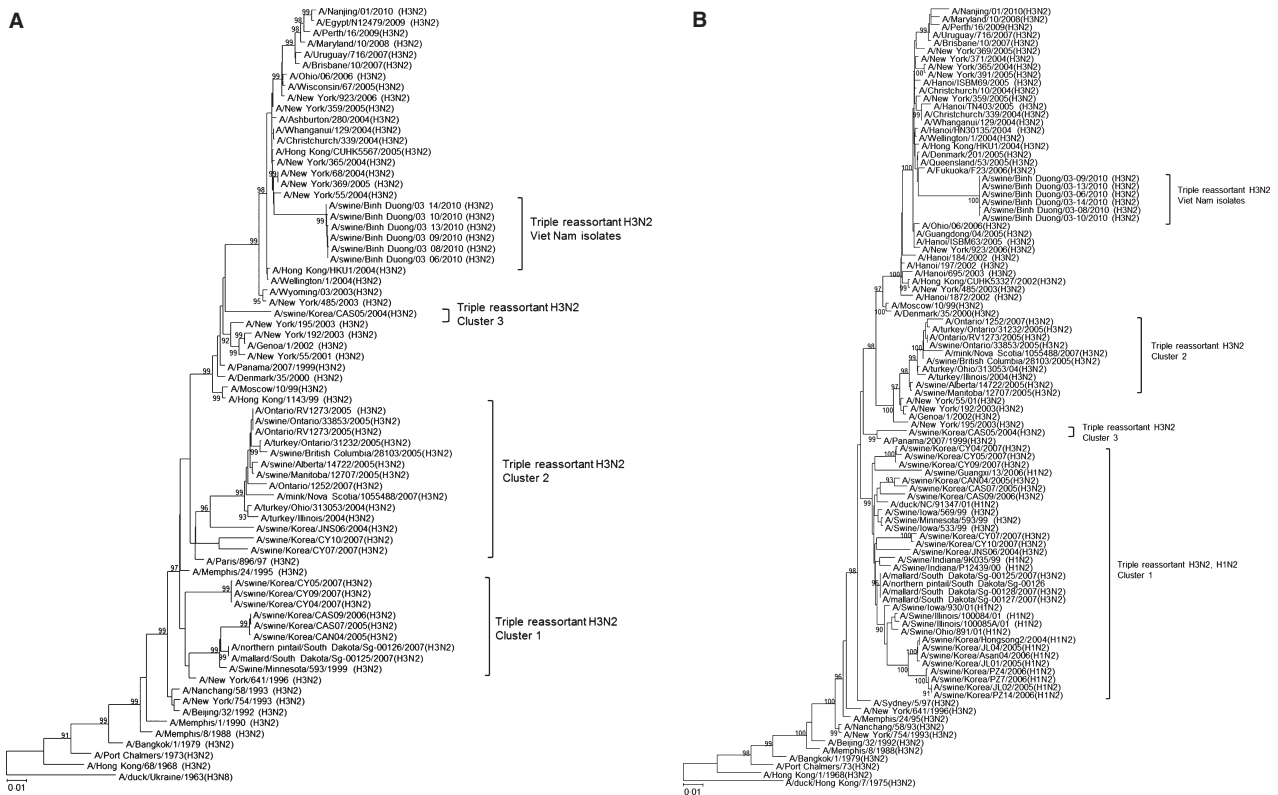 A
A/Nanjing/01/2010 (H3N2)
A/Egypt/N12479/2009 (H3N2)
A/Perth/16/2009(H3N2)
A/Maryland/10/2008 (H3N2)
A/Uruguay/716/2007(H3N2)
A/Brisbane/10/2007(H3N2)
A/Ohio/06/2006 (H3N2)
A/Wisconsin/67/2005(H3N2)
A/New York/923/2006 (H3N2)
A/New York/359/2005(H3N2)
A/Ashburton/280/2004(H3N2)
A/Whanganui/129/2004(H3N2)
A/Christchurch/339/2004(H3N2)
A/Hong Kong/CUHK5567/2005(H3N2)
A/New York/365/2004(H3N2)
A/New York/68/2004(H3N2)
A/New York/369/2005 (H3N2)
A/New York/55/2004(H3N2)
A/swine/Binh Duong/03 14/2010 (H3N2)
A/swine/Binh Duong/03 10/2010 (H3N2)
A/swine/Binh Duong/03 13/2010 (H3N2)
A/swine/Binh Duong/03 09/2010 (H3N2)
A/swine/Binh Duong/03 08/2010 (H3N2)
A/swine/Binh Duong/03 06/2010 (H3N2)
Triple reassortant H3N2
Viet Nam isolates
A/Hong Kong/HKU1/2004(H3N2)
A/Wellington/1/2004(H3N2)
A/Wyoming/03/2003(H3N2)
A/New York/485/2003 (H3N2)
A/swine/Korea/CAS05/2004(H3N2)
Triple reassortant H3N2
Cluster 3
A/New York/195/2003 (H3N2)
A/New York/192/2003 (H3N2)
A/Genoa/1/2002 (H3N2)
A/New York/55/2001 (H3N2)
A/Panama/2007/1999(H3N2)
A/Denmark/35/2000 (H3N2)
A/Moscow/10/99(H3N2)
A/Hong Kong/1143/99 (H3N2)
A/Ontario/RV1273/2005 (H3N2)
A/swine/Ontario/33853/2005(H3N2)
A/Ontario/RV1273/2005(H3N2)
A/turkey/Ontario/31232/2005(H3N2)
A/swine/British Columbia/28103/2005(H3N2)
A/swine/Alberta/14722/2005(H3N2)
A/swine/Manitoba/12707/2005(H3N2)
A/Ontario/1252/2007(H3N2)
A/mink/Nova Scotia/1055488/2007(H3N2)
A/turkey/Ohio/313053/2004(H3N2)
A/turkey/Illinois/2004(H3N2)
A/swine/Korea/JNS06/2004(H3N2)
A/swine/Korea/CY10/2007(H3N2)
A/swine/Korea/CY07/2007(H3N2)
Triple reassortant H3N2
Cluster 2
A/Paris/896/97 (H3N2)
A/Memphis/24/1995 (H3N2)
A/swine/Korea/CY05/2007(H3N2)
A/swine/Korea/CY09/2007(H3N2)
A/swine/Korea/CY04/2007(H3N2)
A/swine/Korea/CAS09/2006(H3N2)
A/swine/Korea/CAS07/2005(H3N2)
A/swine/Korea/CAN04/2005(H3N2)
A/northern pintail/South Dakota/Sg-00126/2007(H3N2)
A/mallard/South Dakota/Sg-00125/2007(H3N2)
A/Swine/Minnesota/593/1999 (H3N2)
Triple reassortant H3N2
Cluster 1
A/New York/641/1996 (H3N2)
A/Nanchang/58/1993 (H3N2)
A/New York/754/1993 (H3N2)
A/Beijing/32/1992 (H3N2)
A/Memphis/1/1990 (H3N2)
A/Memphis/8/1988 (H3N2)
A/Bangkok/1/1979 (H3N2)
A/Port Chalmers/1973(H3N2)
A/Hong Kong/68/1968 (H3N2)
A/duck/Ukraine/1963(H3N8)
0·01
B
A/Nanjing/01/2010(H3N2)
A/Maryland/10/2008(H3N2)
A/Perth/16/2009(H3N2)
A/Uruguay/716/2007(H3N2)
A/Brisbane/10/2007(H3N2)
A/New York/369/2005(H3N2)
A/New York/371/2004(H3N2)
A/New York/365/2004(H3N2)
A/New York/391/2005(H3N2)
A/Hanoi/ISBM69/2005 (H3N2)
A/Christchurch/10/2004(H3N2)
A/New York/359/2005(H3N2)
A/Hanoi/TN403/2005 (H3N2)
A/Christchurch/339/2004(H3N2)
A/Whanganui/129/2004(H3N2)
A/Hanoi/HN30135/2004 (H3N2)
A/Wellington/1/2004(H3N2)
A/Hong Kong/HKU1/2004(H3N2)
A/Denmark/201/2005(H3N2)
A/Queensland/53/2005(H3N2)
A/Fukuoka/F23/2006(H3N2)
A/swine/Binh Duong/03-09/2010 (H3N2)
A/swine/Binh Duong/03-13/2010 (H3N2)
A/swine/Binh Duong/03-06/2010 (H3N2)
A/swine/Binh Duong/03-14/2010 (H3N2)
A/swine/Binh Duong/03-08/2010 (H3N2)
A/swine/Binh Duong/03-10/2010 (H3N2)
Triple reassortant H3N2
Viet Nam isolates
A/Ohio/06/2006(H3N2)
A/Guangdong/04/2005(H3N2)
A/Hanoi/ISBM63/2005 (H3N2)
A/New York/923/2006(H3N2)
A/Hanoi/184/2002 (H3N2)
A/Hanoi/197/2002 (H3N2)
A/Hanoi/695/2003 (H3N2)
A/Hong Kong/CUHK53327/2002(H3N2)
A/New York/485/2003(H3N2)
A/Hanoi/1872/2002 (H3N2)
A/Moscow/10/99(H3N2)
A/Denmark/35/2000(H3N2)
A/Ontario/1252/2007(H3N2)
A/turkey/Ontario/31232/2005(H3N2)
A/Ontario/RV1273/2005(H3N2)
A/swine/Ontario/33853/2005(H3N2)
A/mink/Nova Scotia/1055488/2007(H3N2)
A/swine/British Columbia/28103/2005(H3N2)
A/turkey/Ohio/313053/04(H3N2)
A/turkey/Illinois/2004(H3N2)
A/swine/Alberta/14722/2005(H3N2)
A/swine/Manitoba/12707/2005(H3N2)
Triple reassortant H3N2
Cluster 2
A/New York/55/01(H3N2)
A/New York/192/2003(H3N2)
A/Genoa/1/2002(H3N2)
A/New York/195/2003(H3N2)
A/swine/Korea/CAS05/2004(H3N2)
Triple reassortant H3N2
Cluster 3
A/Panama/2007/1999(H3N2)
A/swine/Korea/CY04/2007(H3N2)
A/swine/Korea/CY05/2007(H3N2)
A/swine/Korea/CY09/2007(H3N2)
A/swine/Guangxi/13/2006(H1N2)
A/swine/Korea/CAN04/2005(H3N2)
A/swine/Korea/CAS07/2005(H3N2)
A/swine/Korea/CAS09/2006(H3N2)
A/duck/NC/91347/01(H1N2)
A/Swine/Iowa/569/99 (H3N2)
A/Swine/Minnesota/593/99 (H3N2)
A/Swine/Iowa/533/99 (H3N2)
A/swine/Korea/CY07/2007(H3N2)
A/swine/Korea/CY10/2007(H3N2)
A/swine/Korea/JNS06/2004(H3N2)
A/Swine/Indiana/9K035/99 (H1N2)
A/Swine/Indiana/P12439/00 (H1N2)
A/mallard/South Dakota/Sg-00125/2007(H3N2)
A/northern pintail/South Dakota/Sg-00126
A/mallard/South Dakota/Sg-00128/2007(H3N2)
A/mallard/South Dakota/Sg-00127/2007(H3N2)
A/Swine/Iowa/930/01(H1N2)
A/Swine/Illinois/100084/01 (H1N2)
A/Swine/Illinois/100085A/01 (H1N2)
A/Swine/Ohio/891/01(H1N2)
A/swine/Korea/Hongsong2/2004(H1N2)
A/swine/Korea/JL04/2005(H1N2)
A/swine/Korea/Asan04/2006(H1N2)
A/swine/Korea/JL01/2005(H1N2)
A/swine/Korea/PZ4/2006(H1N2)
A/swine/Korea/PZ7/2006(H1N2)
A/swine/Korea/JL02/2005(H1N2)
A/swine/Korea/PZ14/2006(H1N2)
Triple reassortant H3N2, H1N2
Cluster 1
A/Sydney/5/97(H3N2)
A/New York/641/1996(H3N2)
A/Memphis/24/95(H3N2)
A/Nanchang/58/93(H3N2)
A/New York/754/1993(H3N2)
A/Beijing/32/1992(H3N2)
A/Memphis/8/1988(H3N2)
A/Bangkok/1/1979(H3N2)
A/Port Chalmers/73(H3N2)
A/Hong Kong/1/1968(H3N2)
A/duck/Hong Kong/7/1975(H3N2)
0·01